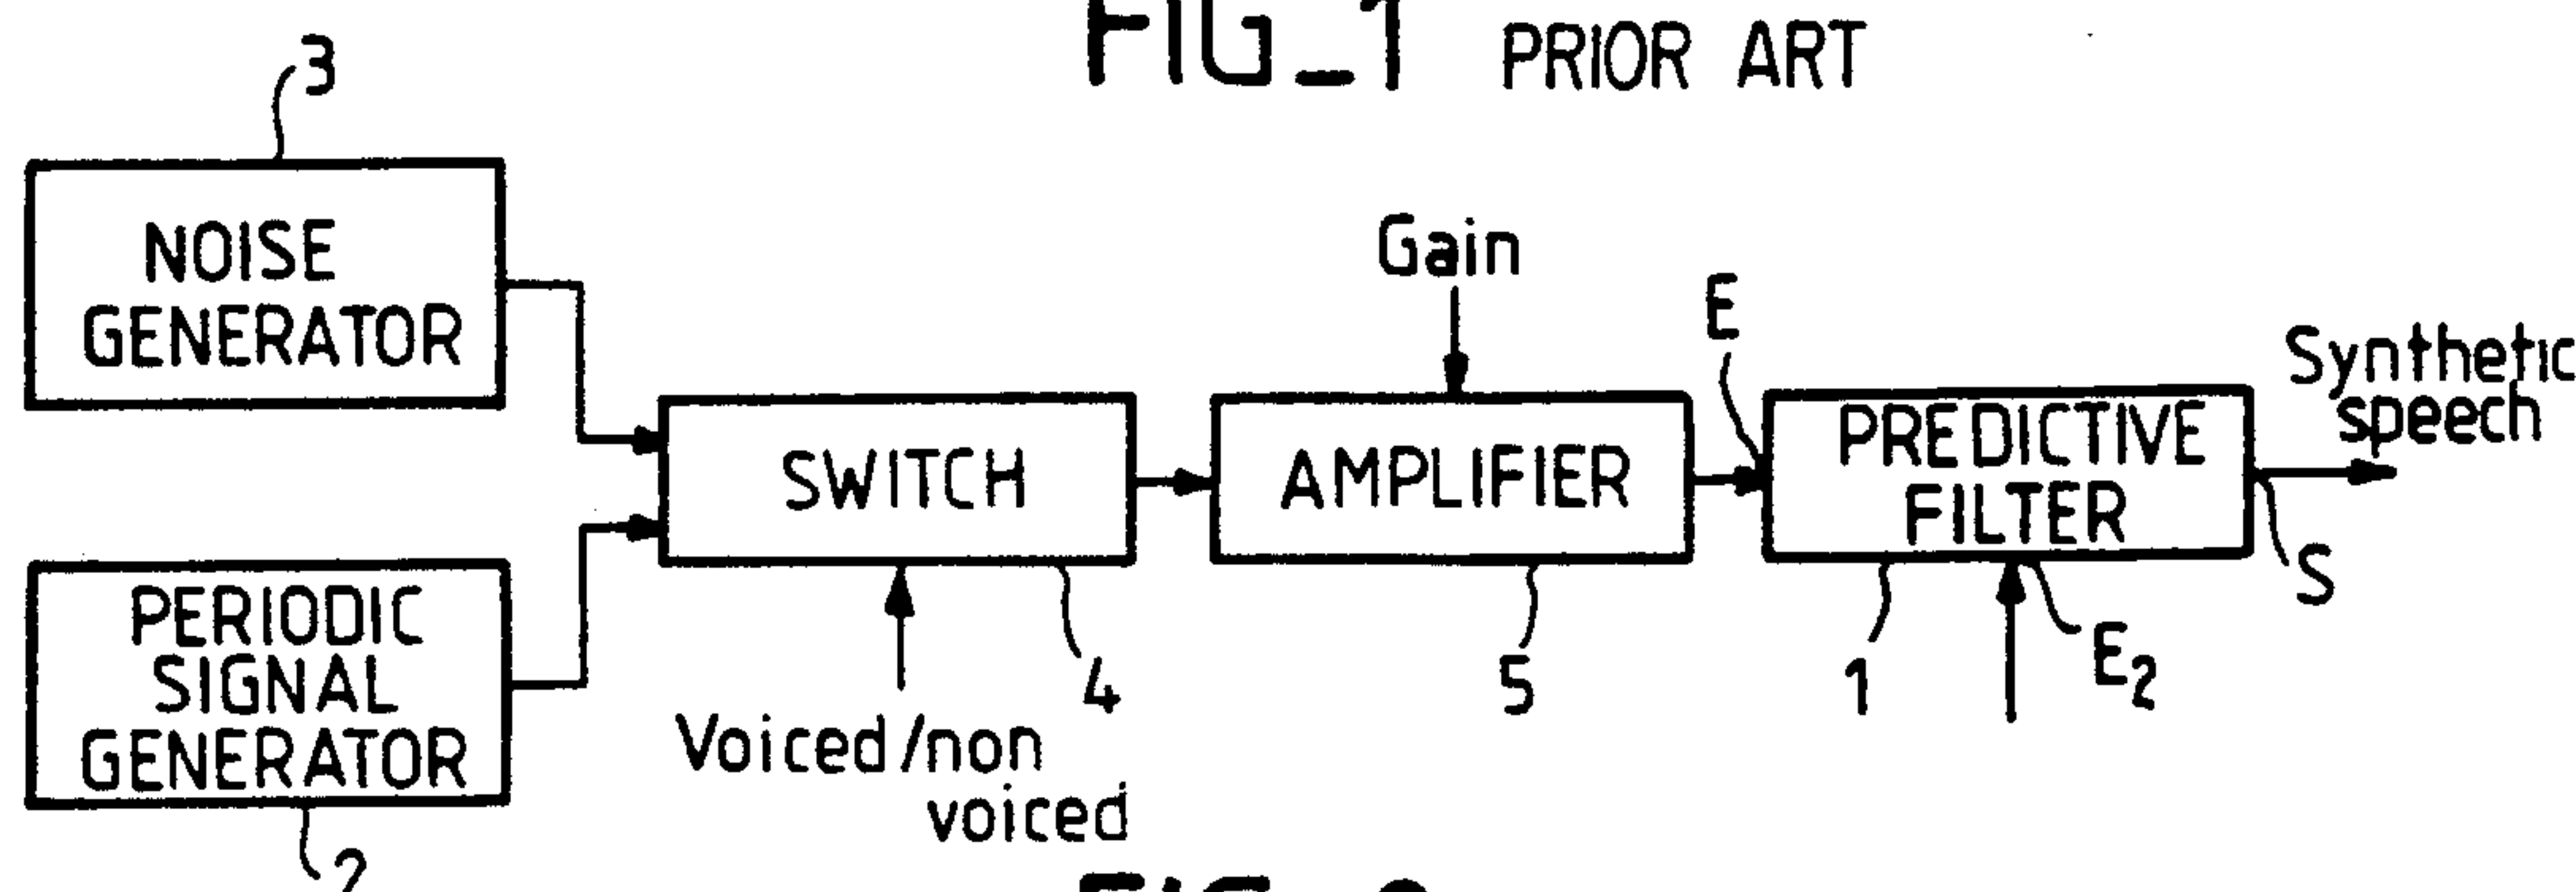 FIG_1 PRIOR ART
3
NOISE
GENERATOR
Gain
E
Synthetic
speech
SWITCH
AMPLIFIER
PREDICTIVE
FILTER
S
PERIODIC
SIGNAL
GENERATOR
4
5
1
E2
Voiced/non
voiced
2